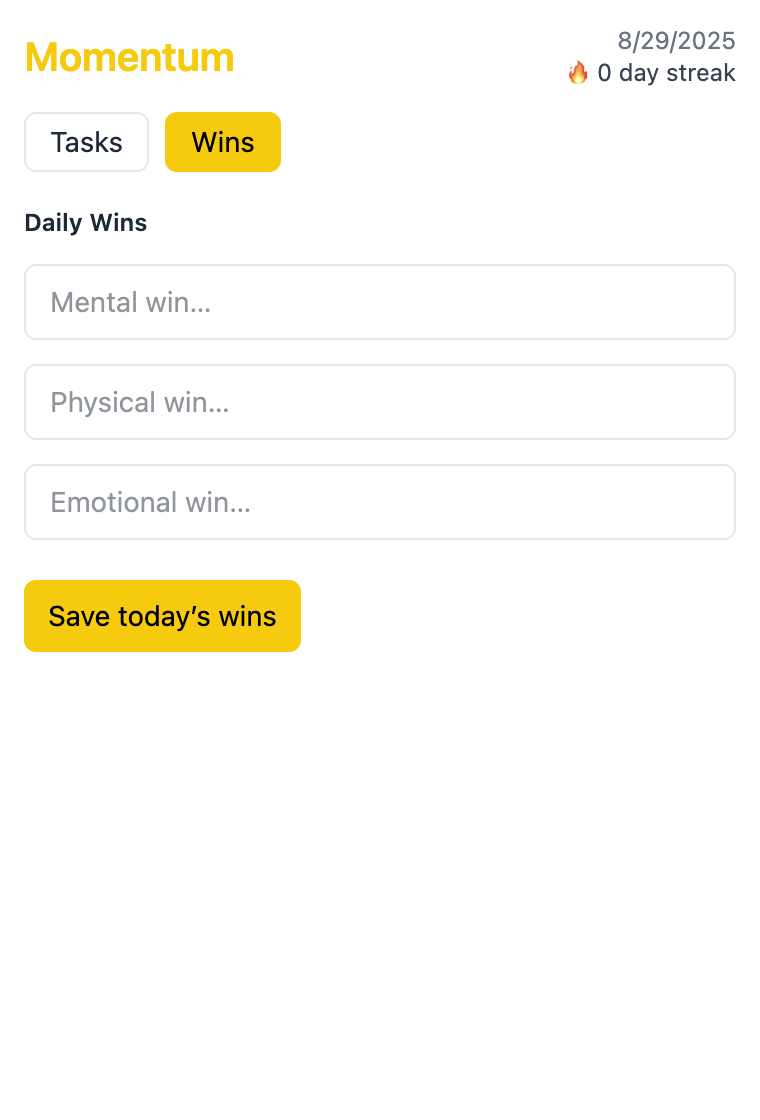 Momentum
8/29/2025
🔥 0 day streak
Tasks
Wins
Daily Wins
Mental win...
Physical win...
Emotional win...
Save today’s wins